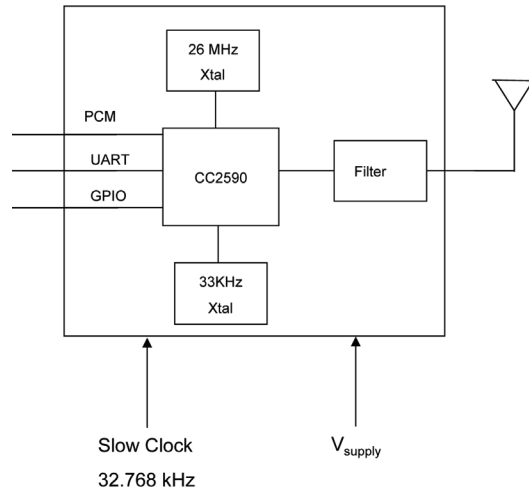 26 MHz
Xtal
PCM
UART
GPIO
CC2590
Filter
33KHz
Xtal
Slow Clock
32.768 kHz
Vsupply